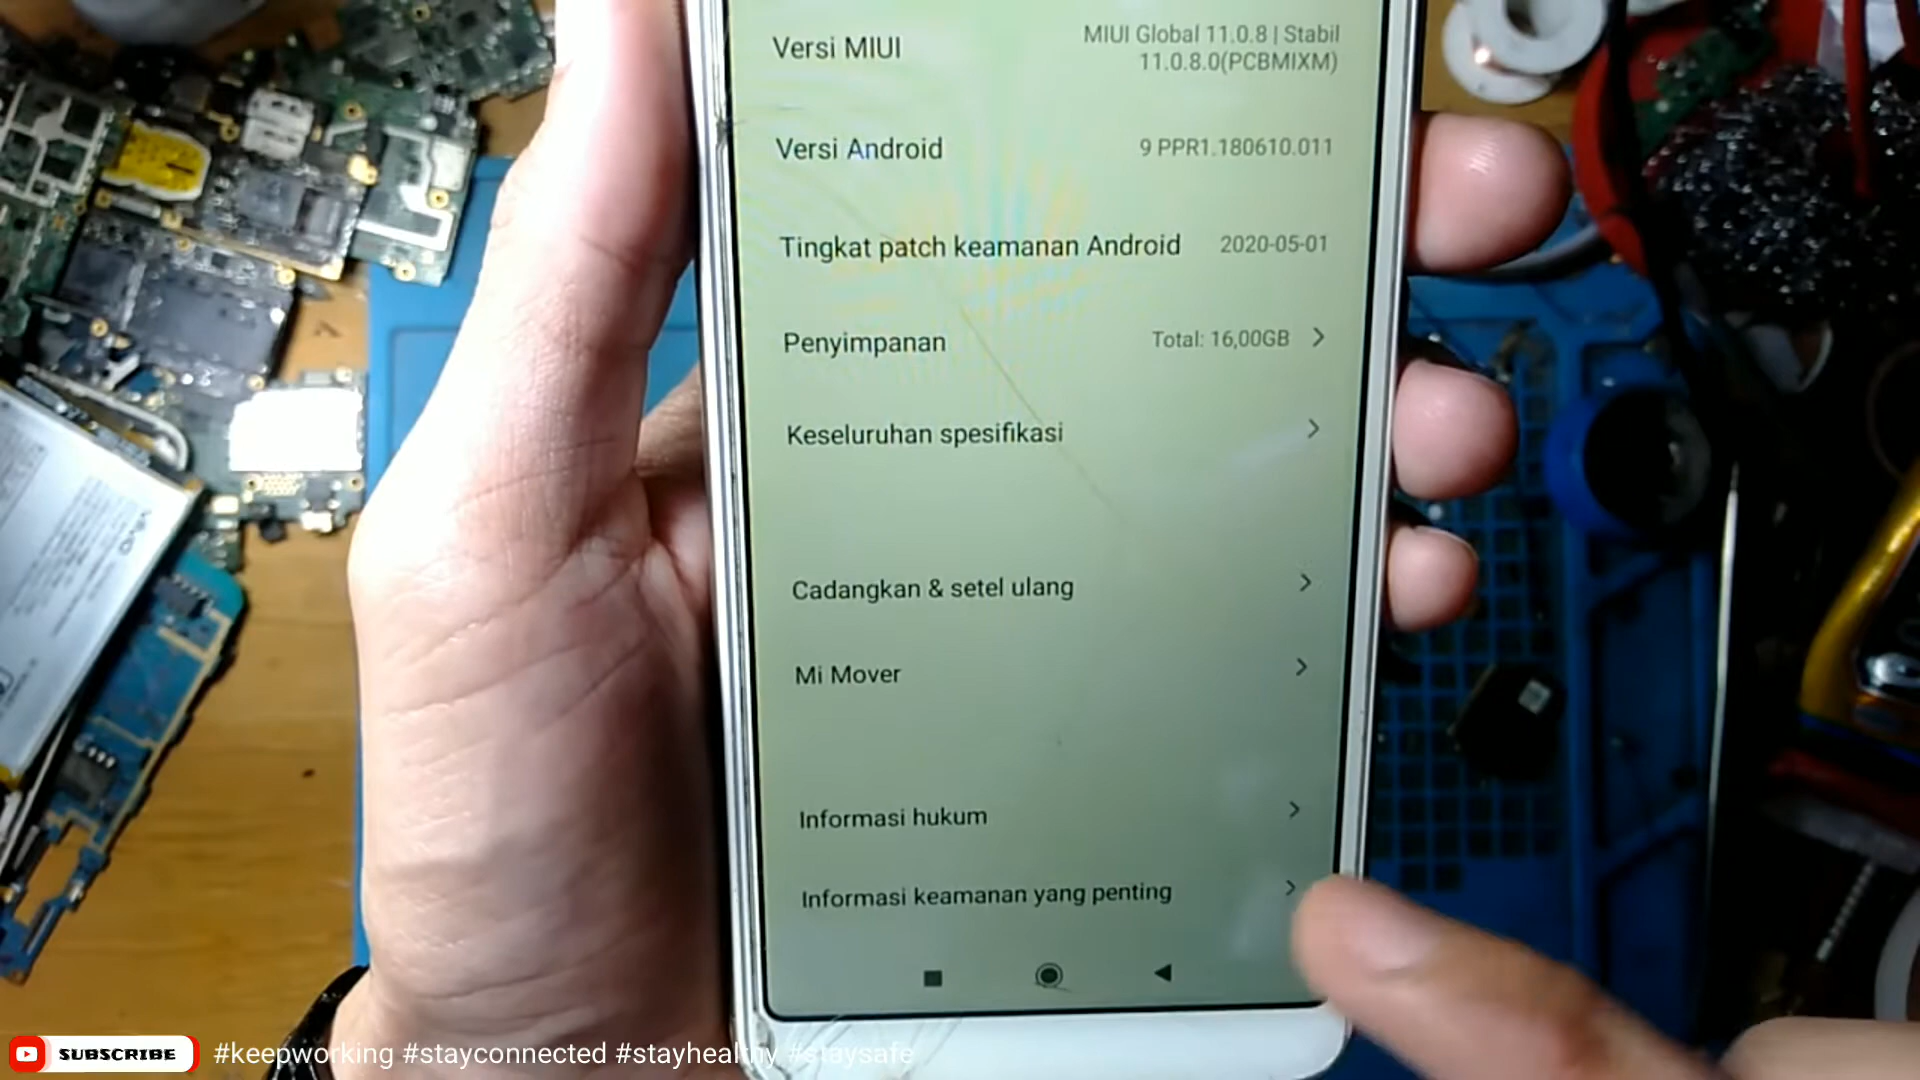 Versi MIUI
MIUI Global 11.0.8 | Stabil
11.0.8.0(PCBMIXM)
Versi Android
9 PPR1.180610.011
Tingkat patch keamanan Android
2020-05-01
Penyimpanan
Total: 16,00GB
Keseluruhan spesifikasi
Cadangkan & setel ulang
Mi Mover
Informasi hukum
Informasi keamanan yang penting
SUBSCRIBE
#keepworking #stayconnected #stayhealthy #staysafe